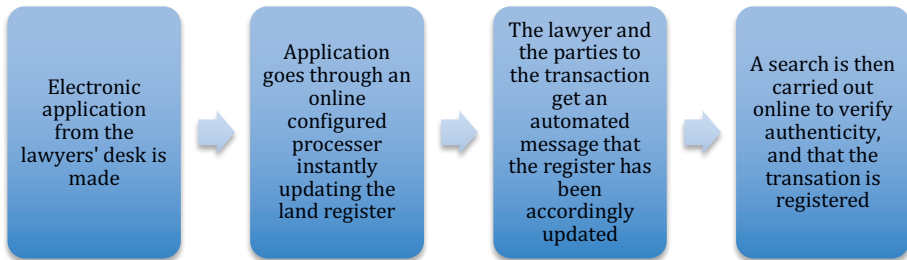 Electronic
application
from the
lawyers' desk is
made
Application
goes through an
online
configured
processer
instantly
updating the
land register
The lawyer and
the parties to
the transaction
get an
automated
message that
the register has
been
accordingly
updated
A search is then
carried out
online to verify
authenticity,
and that the
transation is
registered